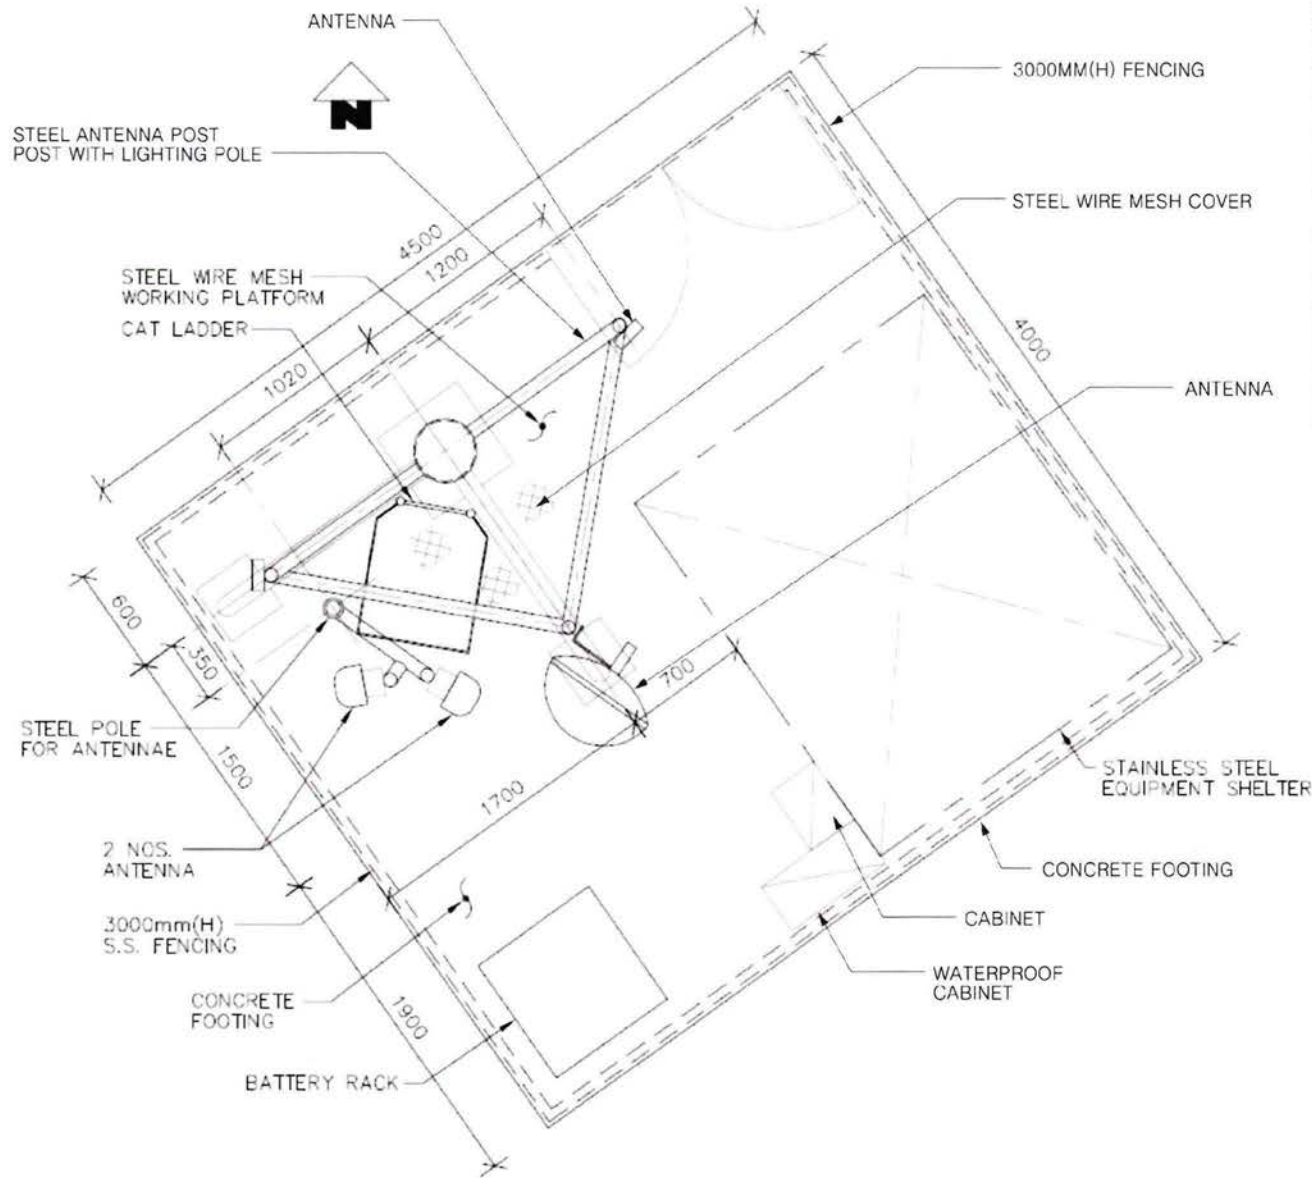 ANTENNA
3000MM(H) FENCING
N
STEEL ANTENNA POST
POST WITH LIGHTING POLE
STEEL WIRE MESH COVER
4500
1200
STEEL WIRE MESH
WORKING PLATFORM
CAT LADDER
4000
1020
ANTENNA
600
350
700
STEEL POLE
FOR ANTENNAE
1500
STAINLESS STEEL
EQUIPMENT SHELTER
1700
2 NOS.
ANTENNA
CONCRETE FOOTING
3000mm(H)
S.S. FENCING
CABINET
WATERPROOF
CABINET
CONCRETE
FOOTING
1900
BATTERY RACK